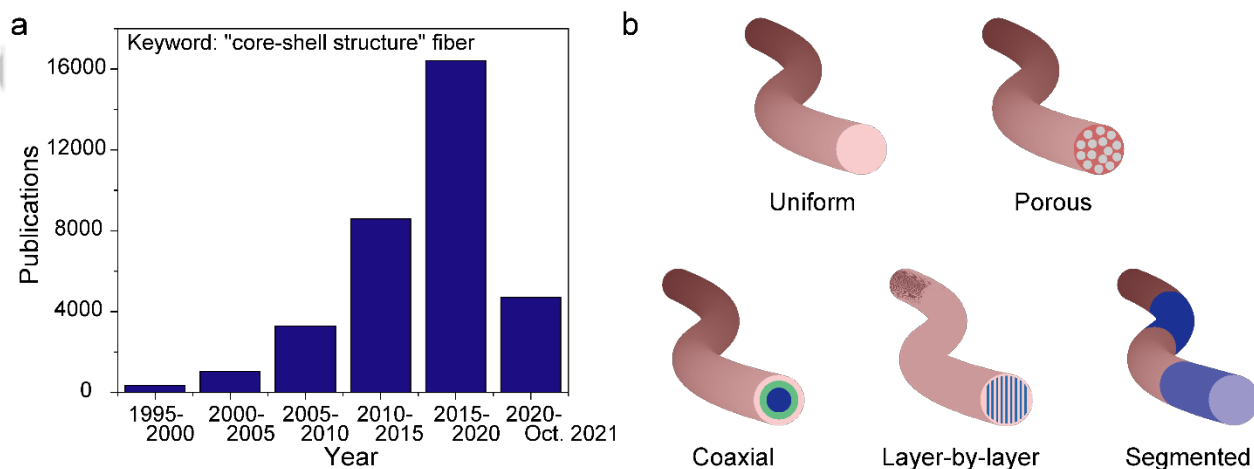 a
Keyword: "core-shell structure" fiber
16000
12000
8000
4000
0
Publications
1995-
2000
2000-
2005
2005-
2010
2010-
2015
2015-
2020
2020-
Oct. 2021
Year
b
Uniform
Porous
Coaxial
Layer-by-layer
Segmented